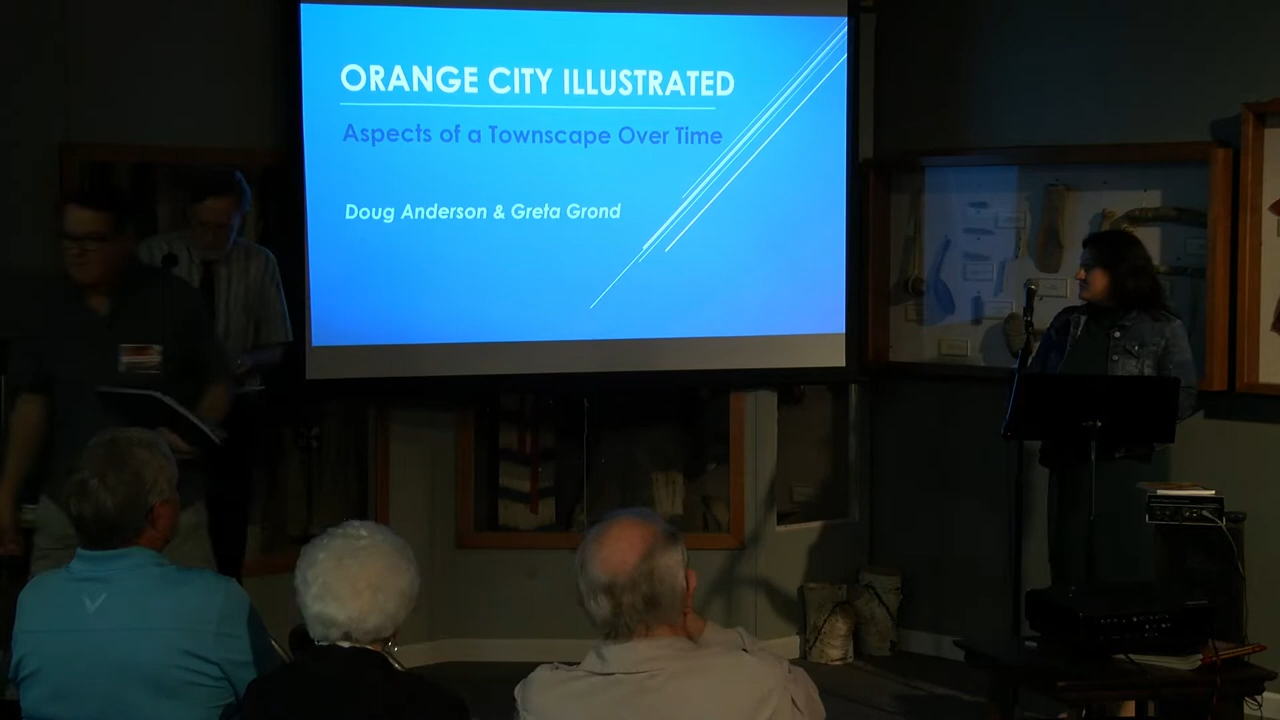 ORANGE CITY ILLUSTRATED
Aspects of a Townscape Over Time
Doug Anderson & Greta Grond